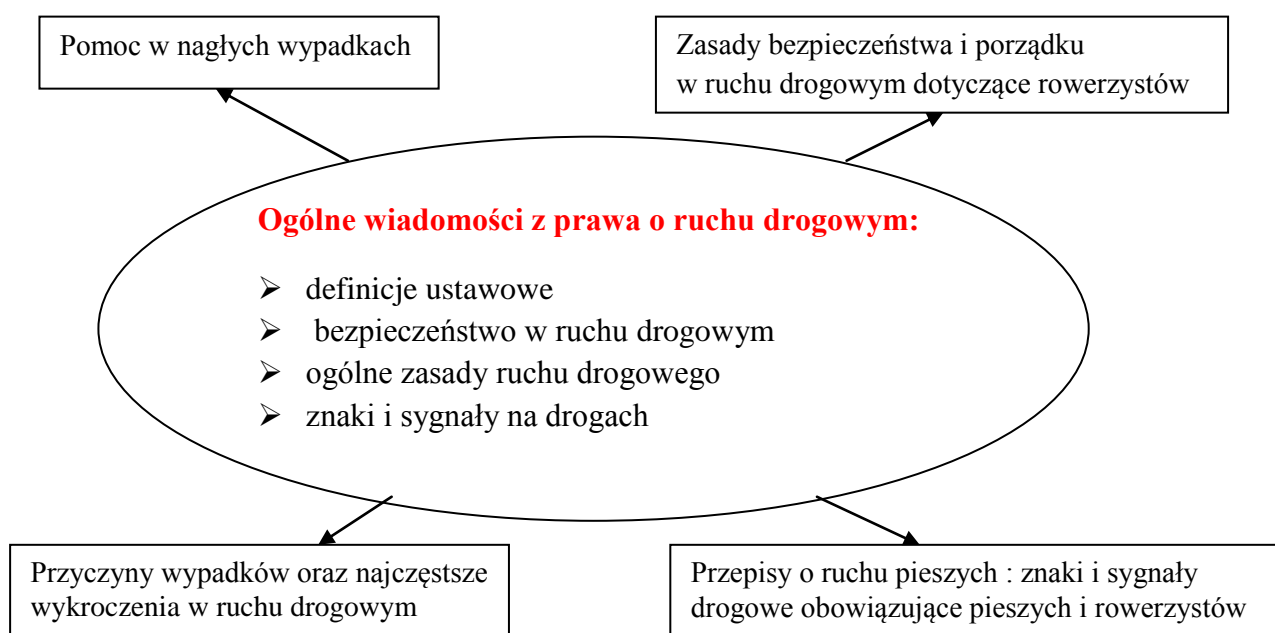 Pomoc w nagłych wypadkach
Zasady bezpieczeństwa i porządku
w ruchu drogowym dotyczące rowerzystów
Ogólne wiadomości z prawa o ruchu drogowym:
➢ definicje ustawowe
➢ bezpieczeństwo w ruchu drogowym
➢ ogólne zasady ruchu drogowego
➢ znaki i sygnały na drogach
Przyczyny wypadków oraz najczęstsze
wykroczenia w ruchu drogowym
Przepisy o ruchu pieszych : znaki i sygnały
drogowe obowiązujące pieszych i rowerzystów